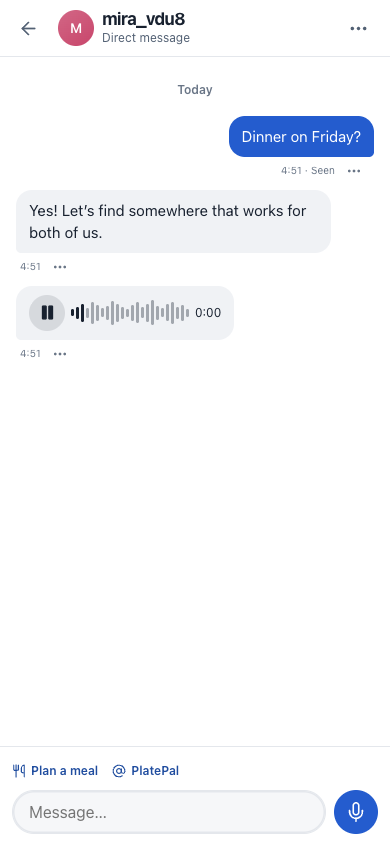 M
mira_vdu8
Direct message
Today
Dinner on Friday?
4:51 · Seen
Yes! Let’s find somewhere that works for
both of us.
4:51
0:00
4:51
Plan a meal
PlatePal
Message...